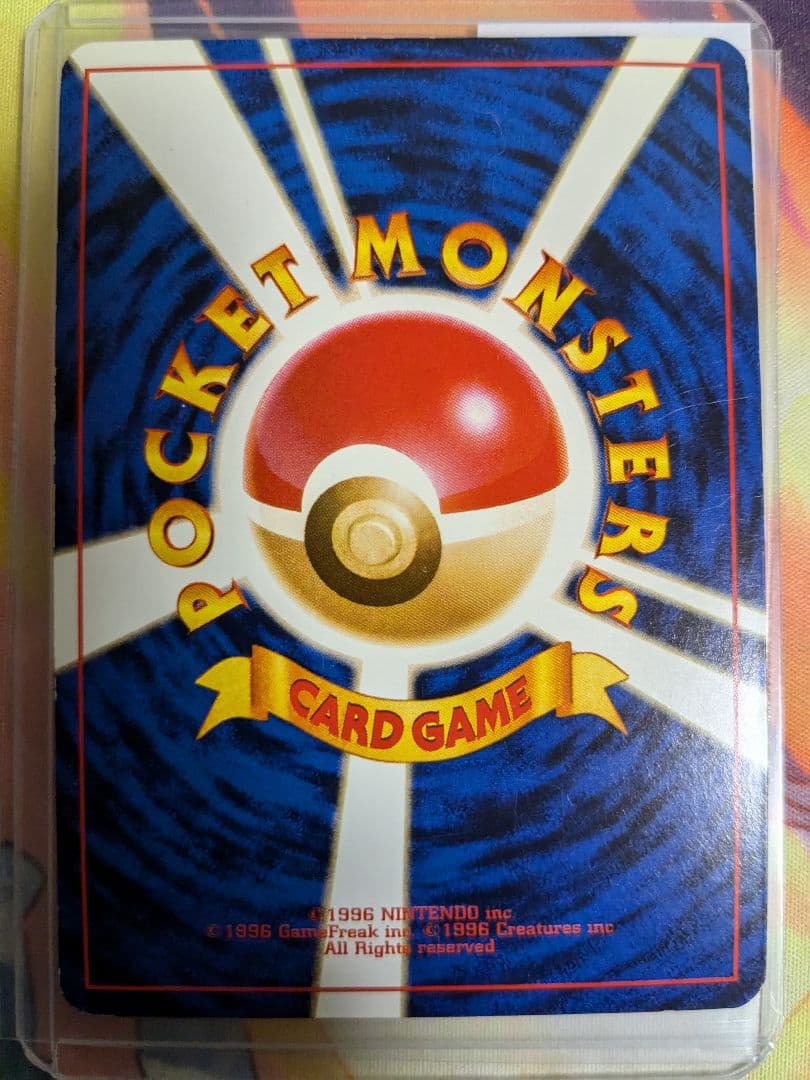 POCKET MONSTERS
CARD GAME
©1996 NINTENDO inc
©1996 GameFreak inc. ©1996 Creatures inc
All Rights reserved